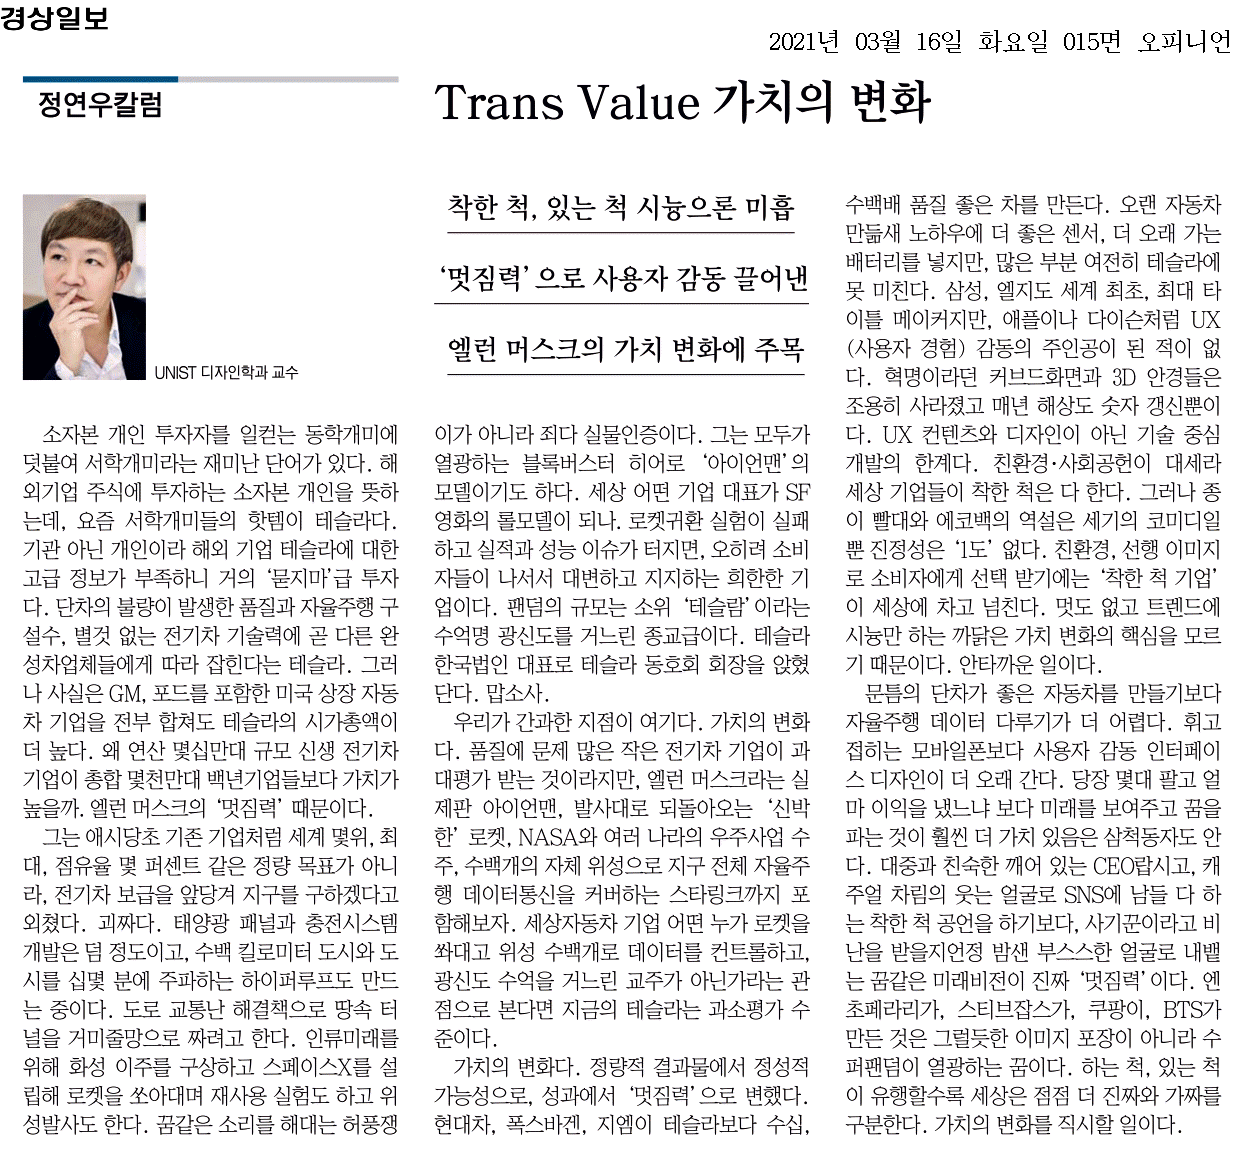 경상일보
2021년 03월 16일 화요일 015면 오피니언
정연우칼럼
Trans Value 가치의 변화
UNIST 디자인학과 교수
착한 척, 있는 척 시늉으론 미흡
‘멋짐력’으로 사용자 감동 끌어낸
엘런 머스크의 가치 변화에 주목
소자본 개인 투자자를 일컫는 동학개미에
덧붙여 서학개미라는 재미난 단어가 있다. 해
외기업 주식에 투자하는 소자본 개인을 뜻하
는데, 요즘 서학개미들의 핫템이 테슬라다.
기관 아닌 개인이라 해외 기업 테슬라에 대한
고급 정보가 부족하니 거의 ‘묻지마’급 투자
다. 단차의 불량이 발생한 품질과 자율주행 구
설수, 별것 없는 전기차 기술력에 곧 다른 완
성차업체들에게 따라 잡힌다는 테슬라. 그러
나 사실은 GM, 포드를 포함한 미국 상장 자동
차 기업을 전부 합쳐도 테슬라의 시가총액이
더 높다. 왜 연산 몇십만대 규모 신생 전기차
기업이 총합 몇천만대 백년기업들보다 가치가
높을까. 엘런 머스크의 ‘멋짐력’ 때문이다.
그는 애시당초 기존 기업처럼 세계 몇위, 최
대, 점유율 몇 퍼센트 같은 정량 목표가 아니
라, 전기차 보급을 앞당겨 지구를 구하겠다고
외쳤다. 괴짜다. 태양광 패널과 충전시스템
개발은 덤 정도이고, 수백 킬로미터 도시와 도
시를 십몇 분에 주파하는 하이퍼루프도 만드
는 중이다. 도로 교통난 해결책으로 땅속 터
널을 거미줄망으로 짜려고 한다. 인류미래를
위해 화성 이주를 구상하고 스페이스X를 설
립해 로켓을 쏘아대며 재사용 실험도 하고 위
성발사도 한다. 꿈같은 소리를 해대는 허풍쟁
이가 아니라 죄다 실물인증이다. 그는 모두가
열광하는 블록버스터 히어로 ‘아이언맨’의
모델이기도 하다. 세상 어떤 기업 대표가 SF
영화의 롤모델이 되나. 로켓귀환 실험이 실패
하고 실적과 성능 이슈가 터지면, 오히려 소비
자들이 나서서 대변하고 지지하는 희한한 기
업이다. 팬덤의 규모는 소위 ‘테슬람’이라는
수억명 광신도를 거느린 종교급이다. 테슬라
한국법인 대표로 테슬라 동호회 회장을 앉혔
단다. 맙소사.
우리가 간과한 지점이 여기다. 가치의 변화
다. 품질에 문제 많은 작은 전기차 기업이 과
대평가 받는 것이라지만, 엘런 머스크라는 실
제판 아이언맨, 발사대로 되돌아오는 ‘신박
한’ 로켓, NASA와 여러 나라의 우주사업 수
주, 수백개의 자체 위성으로 지구 전체 자율주
행 데이터통신을 커버하는 스타링크까지 포
함해보자. 세상자동차 기업 어떤 누가 로켓을
쏴대고 위성 수백개로 데이터를 컨트롤하고,
광신도 수억을 거느린 교주가 아닌가라는 관
점으로 본다면 지금의 테슬라는 과소평가 수
준이다.
가치의 변화다. 정량적 결과물에서 정성적
가능성으로, 성과에서 ‘멋짐력’으로 변했다.
현대차, 폭스바겐, 지엠이 테슬라보다 수십,
수백배 품질 좋은 차를 만든다. 오랜 자동차
만듦새 노하우에 더 좋은 센서, 더 오래 가는
배터리를 넣지만, 많은 부분 여전히 테슬라에
못 미친다. 삼성, 엘지도 세계 최초, 최대 타
이틀 메이커지만, 애플이나 다이슨처럼 UX
(사용자 경험) 감동의 주인공이 된 적이 없
다. 혁명이라던 커브드화면과 3D 안경들은
조용히 사라졌고 매년 해상도 숫자 갱신뿐이
다. UX 컨텐츠와 디자인이 아닌 기술 중심
개발의 한계다. 친환경·사회공헌이 대세라
세상 기업들이 착한 척은 다 한다. 그러나 종
이 빨대와 에코백의 역설은 세기의 코미디일
뿐 진정성은 ‘1도’ 없다. 친환경, 선행 이미지
로 소비자에게 선택 받기에는 ‘착한 척 기업’
이 세상에 차고 넘친다. 멋도 없고 트렌드에
시늉만 하는 까닭은 가치 변화의 핵심을 모르
기 때문이다. 안타까운 일이다.
문틈의 단차가 좋은 자동차를 만들기보다
자율주행 데이터 다루기가 더 어렵다. 휘고
접히는 모바일폰보다 사용자 감동 인터페이
스 디자인이 더 오래 간다. 당장 몇대 팔고 얼
마 이익을 냈느냐 보다 미래를 보여주고 꿈을
파는 것이 훨씬 더 가치 있음은 삼척동자도 안
다. 대중과 친숙한 깨어 있는 CEO랍시고, 캐
주얼 차림의 웃는 얼굴로 SNS에 남들 다 하
는 착한 척 공언을 하기보다, 사기꾼이라고 비
난을 받을지언정 밤샌 부스스한 얼굴로 내뱉
는 꿈같은 미래비전이 진짜 ‘멋짐력’이다. 엔
초페라리가, 스티브잡스가, 쿠팡이, BTS가
만든 것은 그럴듯한 이미지 포장이 아니라 수
퍼팬덤이 열광하는 꿈이다. 하는 척, 있는 척
이 유행할수록 세상은 점점 더 진짜와 가짜를
구분한다. 가치의 변화를 직시할 일이다.